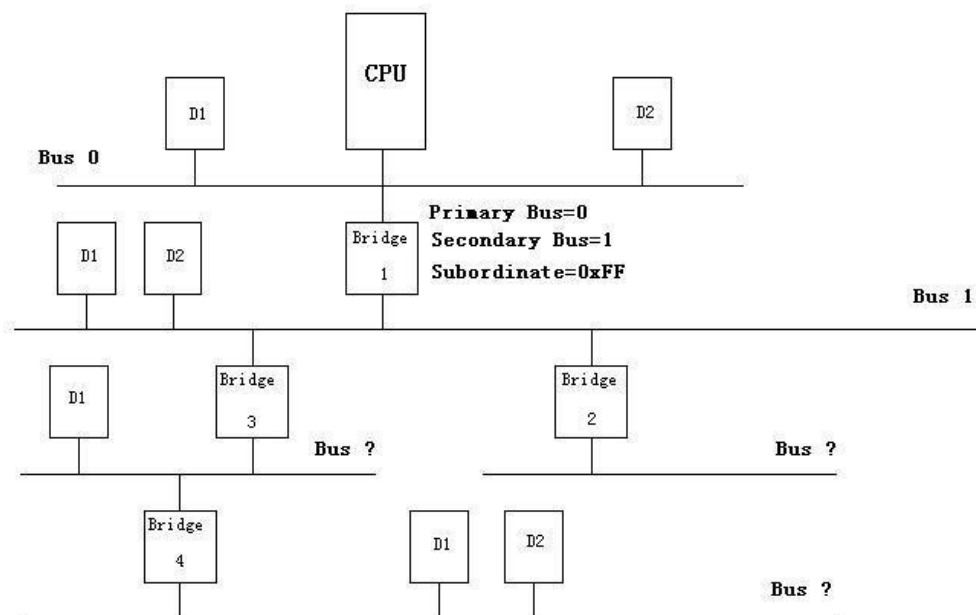 CPU
D1
D2
Bus 0
Primary Bus=0
Bridge
1
Secondary Bus=1
Subordinate=0xFF
D1
D2
Bus 1
D1
Bridge
3
Bridge
2
Bus ?
Bus ?
Bridge
4
D1
D2
Bus ?